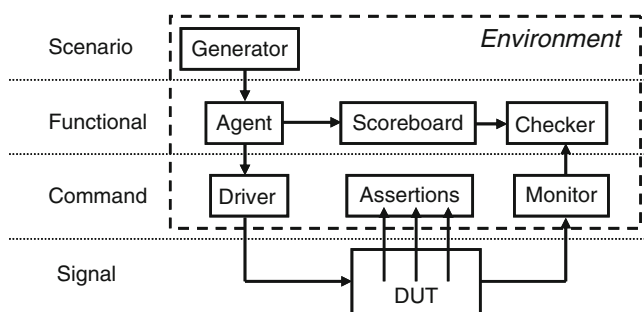 Scenario Generator Environment
Functional Agent Scoreboard Checker
Command Driver Assertions Monitor
Signal DUT